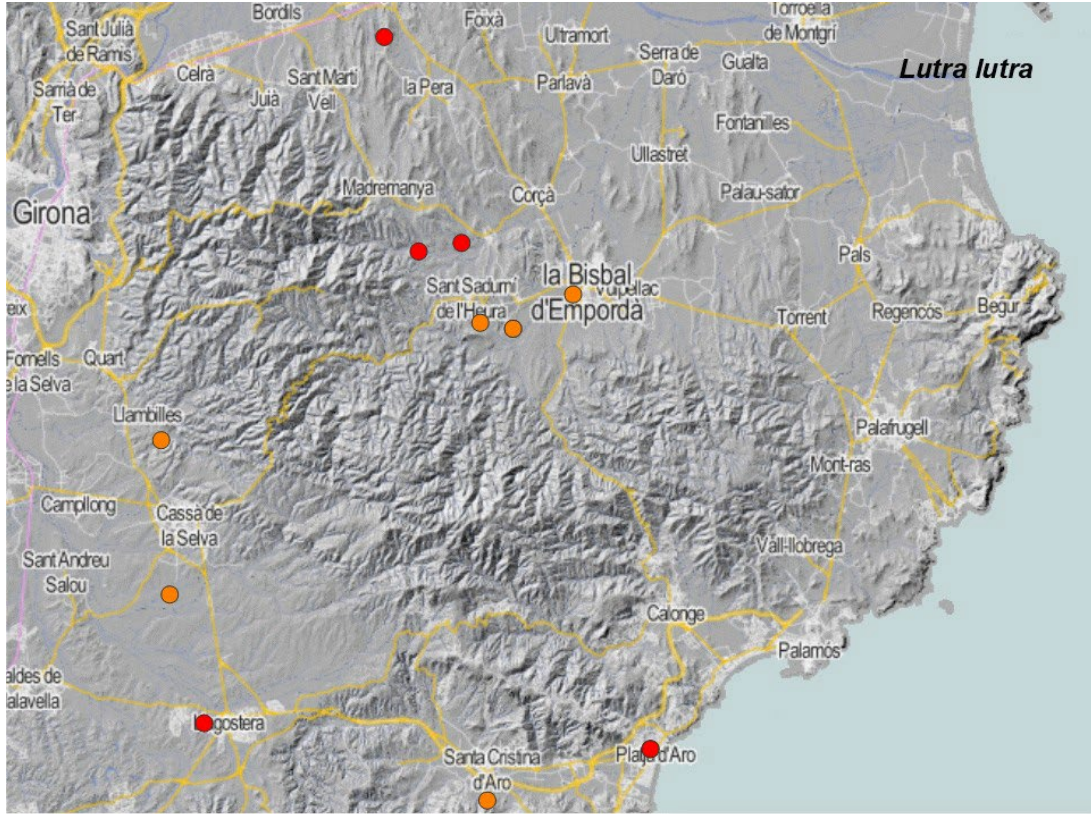 Bordils
Foixà
Torroella
de Montgrí
Sant Julià
de Ramis
Ultramort
Serra de
Daró
Gualta
Lutra lutra
Celrà
Sant Martí
Vell
la Pera
Parlavà
Sarrià de
Ter
Juià
Fontanilles
Ullastret
Madremanya
Corçà
Palau-sator
Girona
Pals
la Bisbal
d'Empordà
Vulpellac
Sant Sadurní
de l'Heura
Regencós
Begur
Torrent
eix
Fornells
e la Selva
Quart
Llambilles
Palafrugell
Mont-ras
Campllong
Cassà de
la Selva
Vall-llobrega
Sant Andreu
Salou
Calonge
Palamós
aldes de
alavella
Llagostera
Santa Cristina
d'Aro
Platja d'Aro